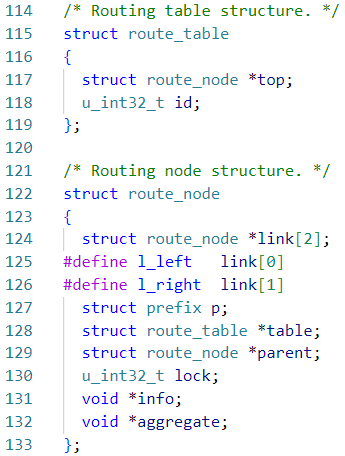 114 /* Routing table structure. */
115 struct route_table
116 {
117   struct route_node *top;
118   u_int32_t id;
119 };
120
121 /* Routing node structure. */
122 struct route_node
123 {
124   struct route_node *link[2];
125 #define l_left   link[0]
126 #define l_right  link[1]
127   struct prefix p;
128   struct route_table *table;
129   struct route_node *parent;
130   u_int32_t lock;
131   void *info;
132   void *aggregate;
133 };